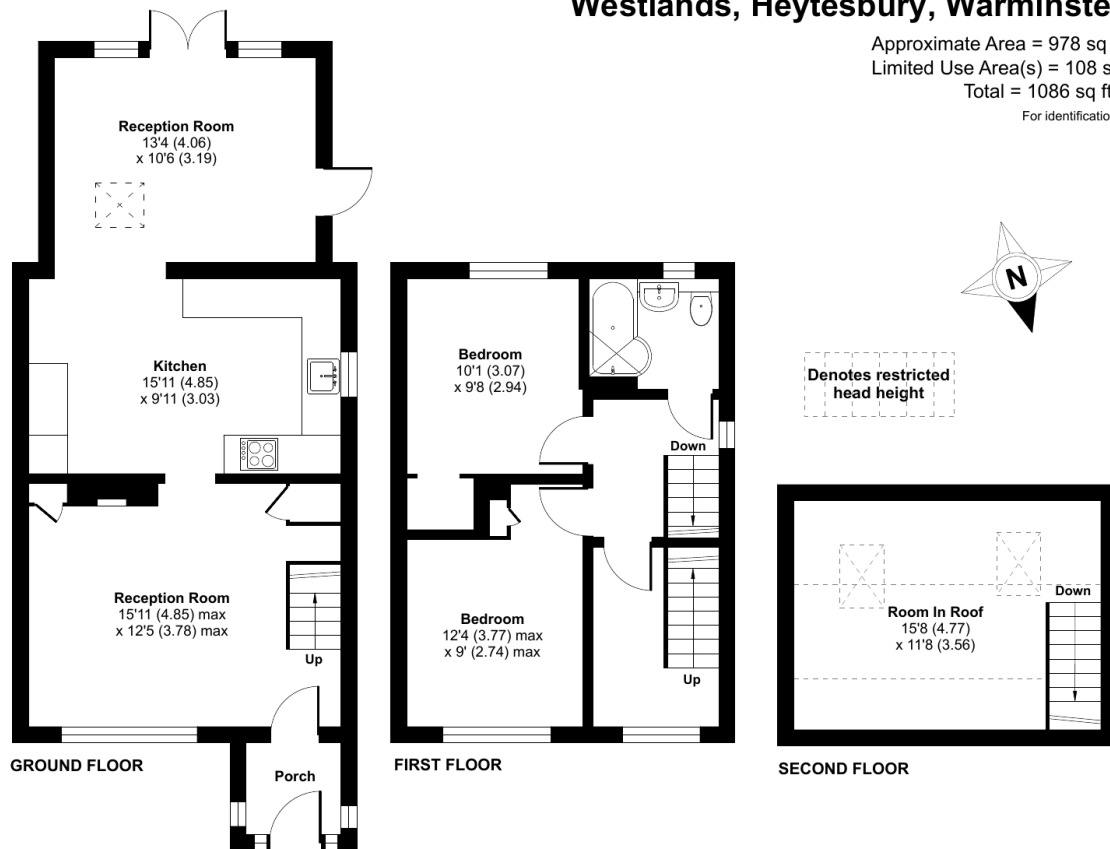 Westlands, Heytesbury, Warminste
Approximate Area = 978 sq
Limited Use Area(s) = 108 s
Total = 1086 sq ft
For identificatio
Reception Room
13'4 (4.06)
x 10'6 (3.19)
N
Kitchen
15'11 (4.85)
x 9'11 (3.03)
Bedroom
10'1 (3.07)
x 9'8 (2.94)
Denotes restricted
head height
Down
Reception Room
15'11 (4.85) max
x 12'5 (3.78) max
Up
Bedroom
12'4 (3.77) max
x 9' (2.74) max
Up
Down
Room In Roof
15'8 (4.77)
x 11'8 (3.56)
GROUND FLOOR
Porch
FIRST FLOOR
SECOND FLOOR